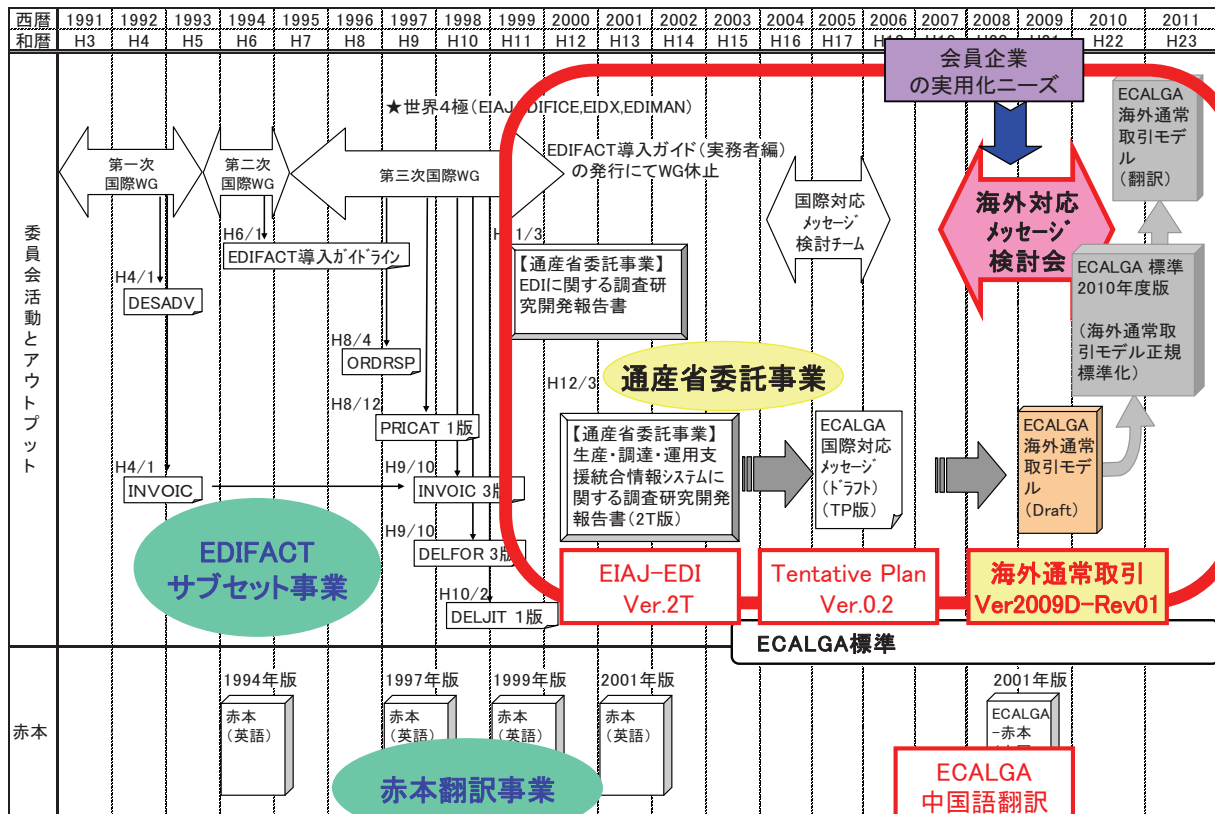 西暦 1991 1992 1993 1994 1995 1996 1997 1998 1999 2000 2001 2002 2003 2004 2005 2006 2007 2008 2009 2010 2011
和暦 H3 H4 H5 H6 H7 H8 H9 H10 H11 H12 H13 H14 H15 H16 H17 H22 H23
会員企業
の実用化ニーズ
★世界4極(EIAJ,EDIFICE,EIDX,EDIMAN)
ECALGA
海外通常
取引モデ
ル
(翻訳)
EDIFACT導入ガイド(実務者編)
の発行にてWG休止
第一次
国際WG
第二次
国際WG
第三次国際WG
国際対応
メッセージ
検討チーム
海外対応
メッセージ
検討会
委員会活動とアウトプット
H6/1
EDIFACT導入ガイドライン
H4/1
DESADV
1/3
【通産省委託事業】
EDIに関する調査研
究開発報告書
ECALGA 標準
2010年度版
(海外通常取
引モデル正規
標準化)
H8/4
ORDRSP
通産省委託事業
H8/12
PRICAT 1版
H12/3
【通産省委託事業】
生産・調達・運用支
援統合情報システムに
関する調査研究開発
報告書(2T版)
ECALGA
国際対応
メッセージ
(ドラフト)
(TP版)
ECALGA
海外通常
取引モデ
ル
(Draft)
H4/1
INVOIC
H9/10
INVOIC 3版
EDIFACT
サブセット事業
H9/10
DELFOR 3版
H10/2
DELJIT 1版
EIAJ-EDI
Ver.2T
Tentative Plan
Ver.0.2
海外通常取引
Ver2009D-Rev01
ECALGA標準
赤本
1994年版
赤本
(英語)
1997年版
赤本
(英語)
1999年版
赤本
(英語)
2001年版
赤本
(英語)
2001年版
ECALGA
-赤本
赤本翻訳事業
ECALGA
中国語翻訳